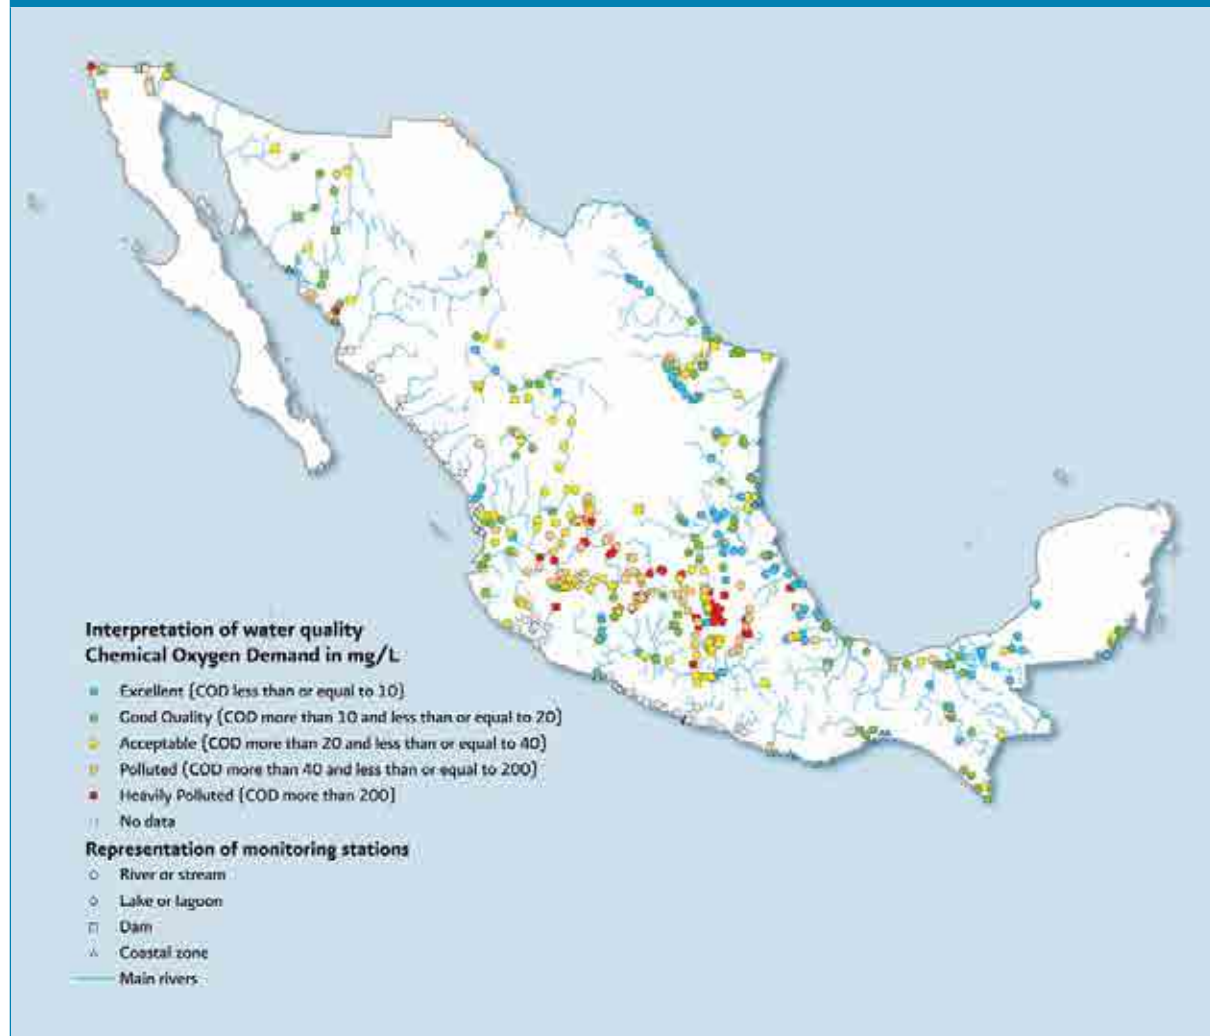 Interpretation of water quality
Chemical Oxygen Demand in mg/L
Excellent (COD less than or equal to 10)
Good Quality (COD more than 10 and less than or equal to 20)
Acceptable (COD more than 20 and less than or equal to 40)
Polluted (COD more than 40 and less than or equal to 200)
Heavily Polluted (COD more than 200)
No data
Representation of monitoring stations
River or stream
Lake or lagoon
Dam
Coastal zone
Main rivers